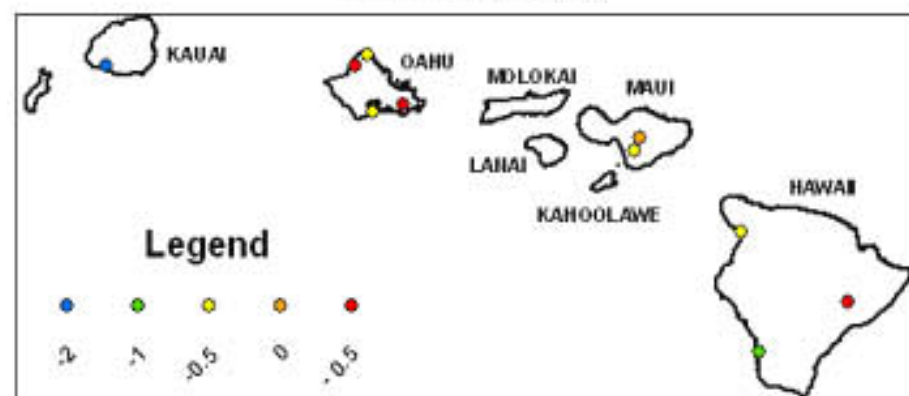 KAUAI
OAHU
MOLOKAI
MAUI
LANAI
KAHOOLAWE
HAWAII
Legend
-2
-1
-0.5
0
- 0.5